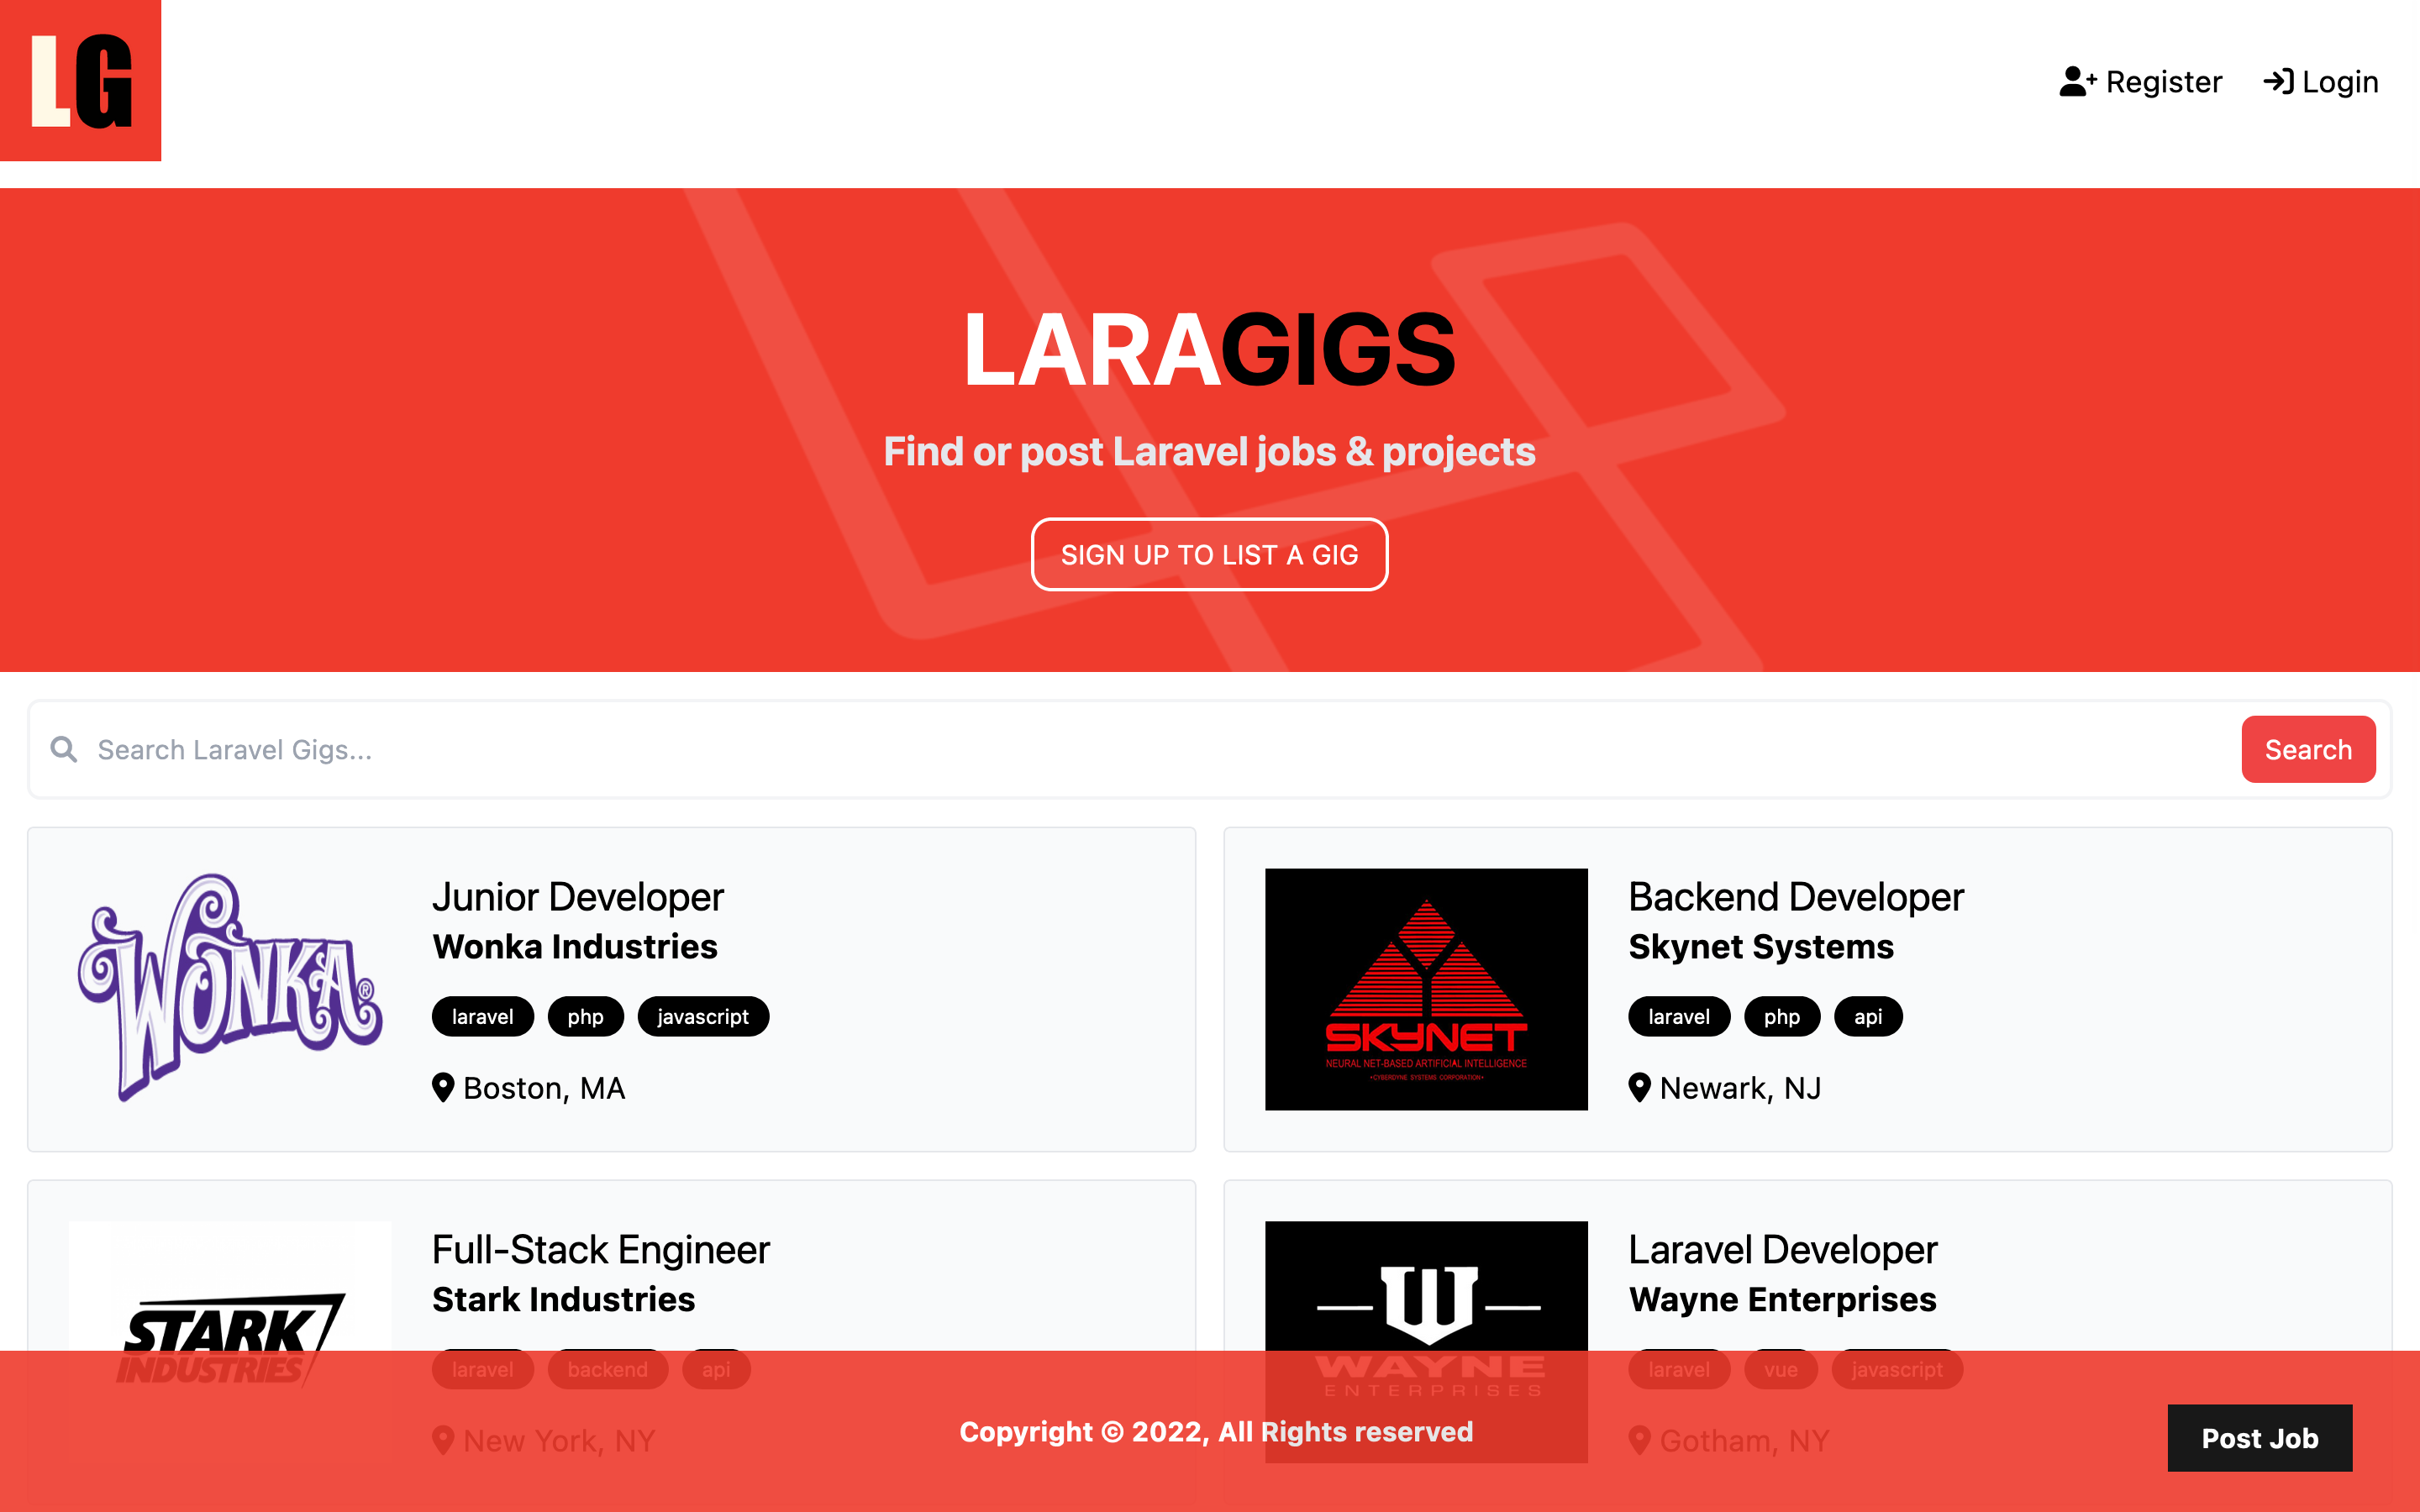 LG
Register
Login
LARAGIGS
Find or post Laravel jobs & projects
SIGN UP TO LIST A GIG
Search Laravel Gigs...
Search
WONKA®
Junior Developer
Wonka Industries
laravel php javascript
Boston, MA
SKYNET
NEURAL NET-BASED ARTIFICIAL INTELLIGENCE
•CYBERDYNE SYSTEMS CORPORATION•
Backend Developer
Skynet Systems
laravel php api
Newark, NJ
STARK
INDUSTRIES
Full-Stack Engineer
Stark Industries
laravel backend api
New York, NY
W
WAYNE
ENTERPRISES
Laravel Developer
Wayne Enterprises
laravel vue javascript
Gotham, NY
Copyright © 2022, All Rights reserved
Post Job